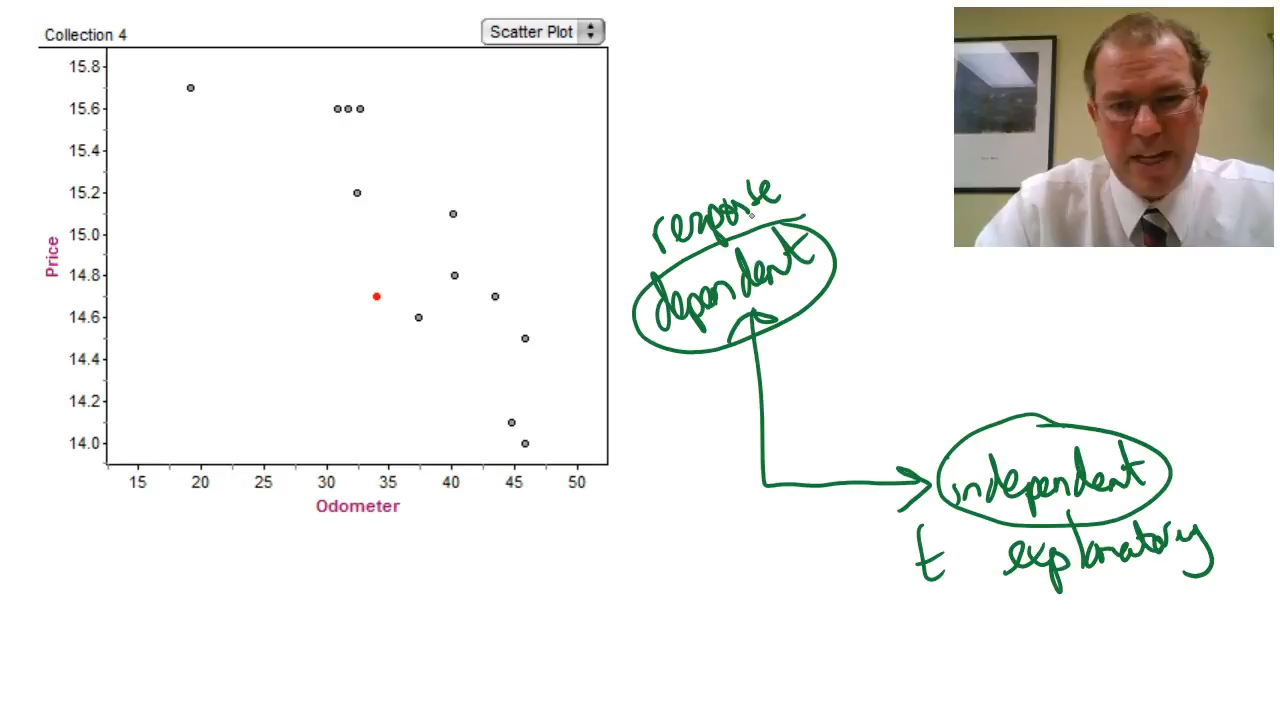 Collection 4
Scatter Plot
15.8
15.6
15.4
15.2
15.0
14.8
14.6
14.4
14.2
14.0
Price
15 20 25 30 35 40 45 50
Odometer
response
dependent
independent
t explanatory